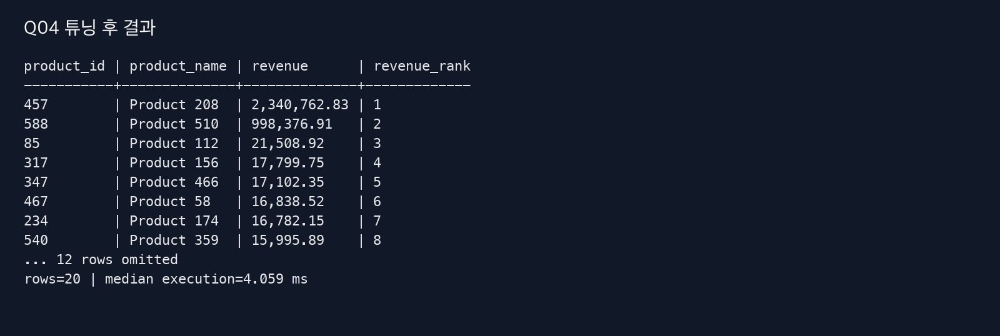 Q04 튜닝 후 결과
product_id | product_name | revenue      | revenue_rank
-----------+--------------+--------------+-------------
457        | Product 208  | 2,340,762.83 | 1
588        | Product 510  | 998,376.91   | 2
85         | Product 112  | 21,508.92    | 3
317        | Product 156  | 17,799.75    | 4
347        | Product 466  | 17,102.35    | 5
467        | Product 58   | 16,838.52    | 6
234        | Product 174  | 16,782.15    | 7
540        | Product 359  | 15,995.89    | 8
... 12 rows omitted
rows=20 | median execution=4.059 ms